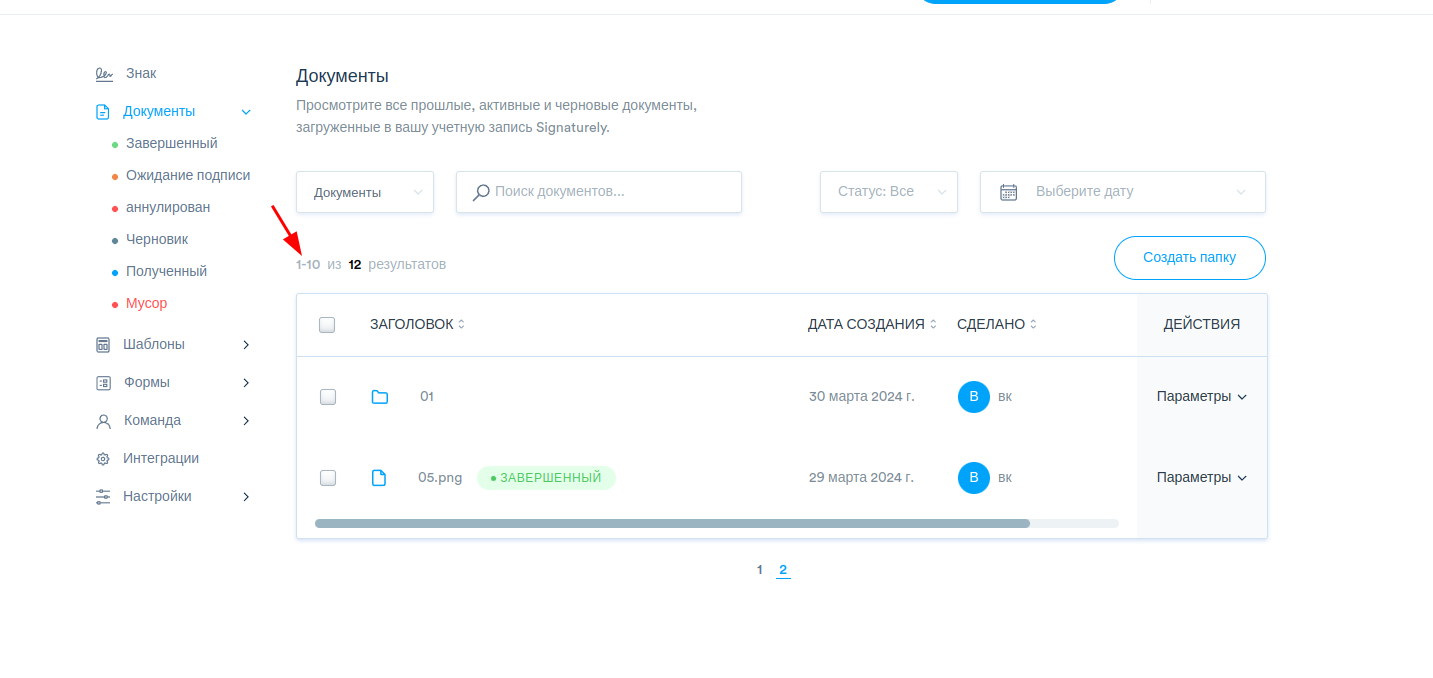 Знак
Документы
Завершенный
Ожидание подписи
аннулирован
Черновик
Полученный
Мусор
Шаблоны
Формы
Команда
Интеграции
Настройки
Документы
Просмотрите все прошлые, активные и черновые документы,
загруженные в вашу учетную запись Signaturely.
Документы
Поиск документов...
Статус: Все
Выберите дату
1-10 из 12 результатов
Создать папку
ЗАГОЛОВОК ДАТА СОЗДАНИЯ СДЕЛАНО ДЕЙСТВИЯ
01 30 марта 2024 г. В вк Параметры
05.png ЗАВЕРШЕННЫЙ 29 марта 2024 г. В вк Параметры
1 2